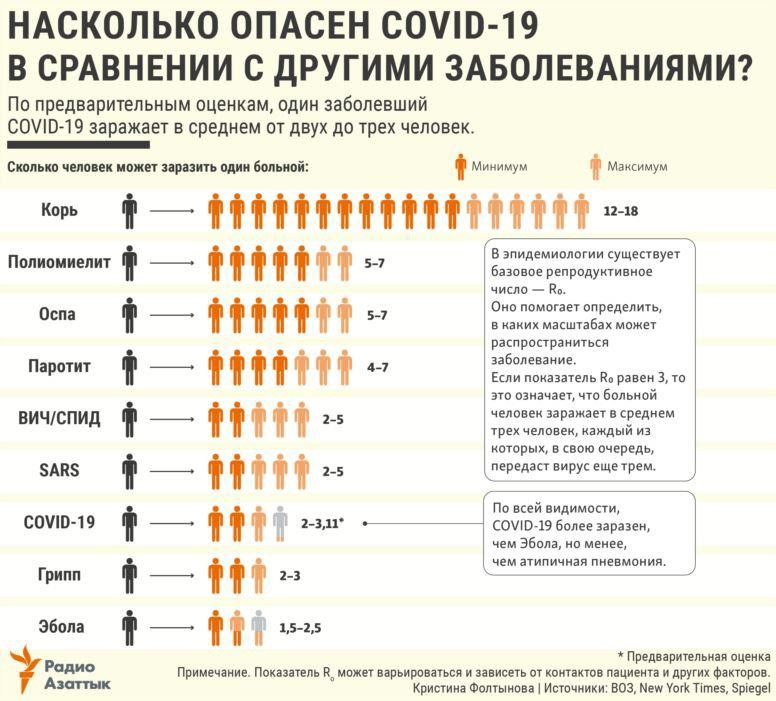 НАСКОЛЬКО ОПАСЕН COVID-19
В СРАВНЕНИИ С ДРУГИМИ ЗАБОЛЕВАНИЯМИ?
По предварительным оценкам, один заболевший
COVID-19 заражает в среднем от двух до трех человек.
Сколько человек может заразить один больной:
Минимум
Максимум
Корь
12–18
Полиомиелит
5–7
Оспа
5–7
Паротит
4–7
ВИЧ/СПИД
2–5
SARS
2–5
COVID-19
2–3,11*
Грипп
2–3
Эбола
1,5–2,5
В эпидемиологии существует
базовое репродуктивное
число — R₀.
Оно помогает определить,
в каких масштабах может
распространиться
заболевание.
Если показатель R₀ равен 3, то
это означает, что больной
человек заражает в среднем
трех человек, каждый из
которых, в свою очередь,
передаст вирус еще трем.
По всей видимости,
COVID-19 более заразен,
чем Эбола, но менее,
чем атипичная пневмония.
* Предварительная оценка
Примечание. Показатель R₀ может варьироваться и зависеть от контактов пациента и других факторов.
Кристина Фолтынова | Источники: ВОЗ, New York Times, Spiegel
Радио
Азаттык